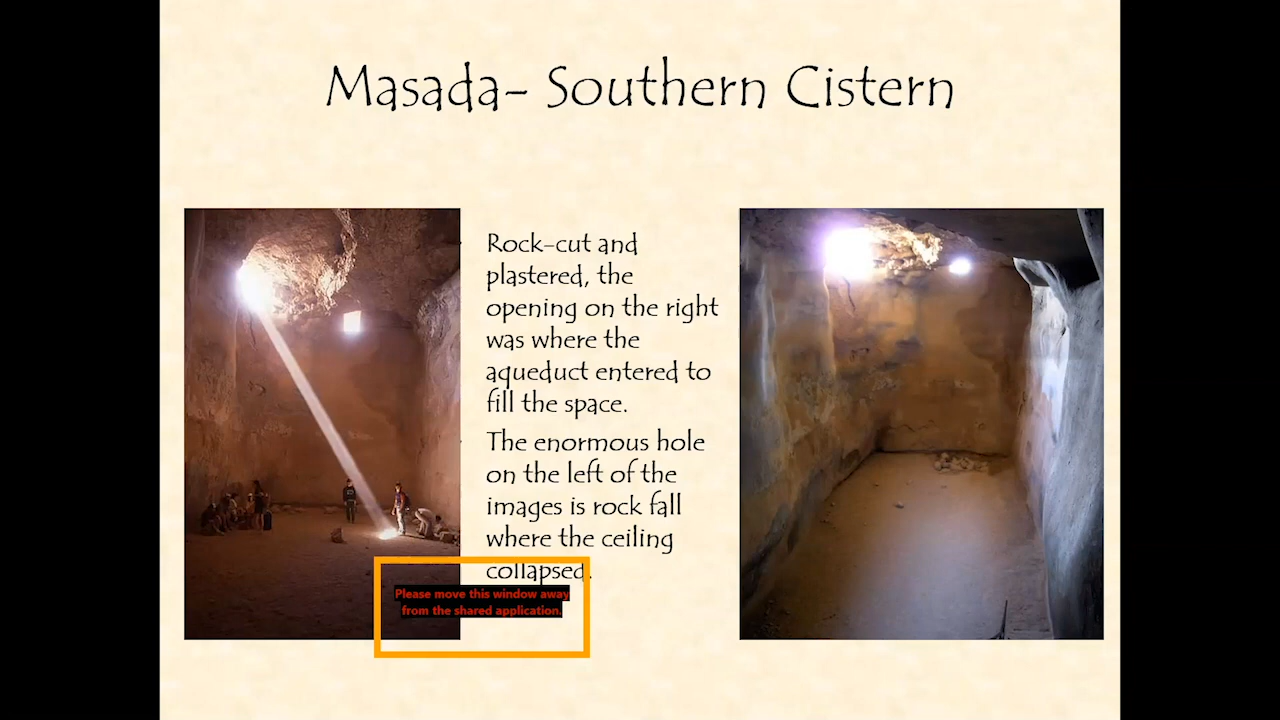 Masada- Southern Cistern
Rock-cut and
plastered, the
opening on the right
was where the
aqueduct entered to
fill the space.
The enormous hole
on the left of the
images is rock fall
where the ceiling
collapsed.
Please move this window away
from the shared application.